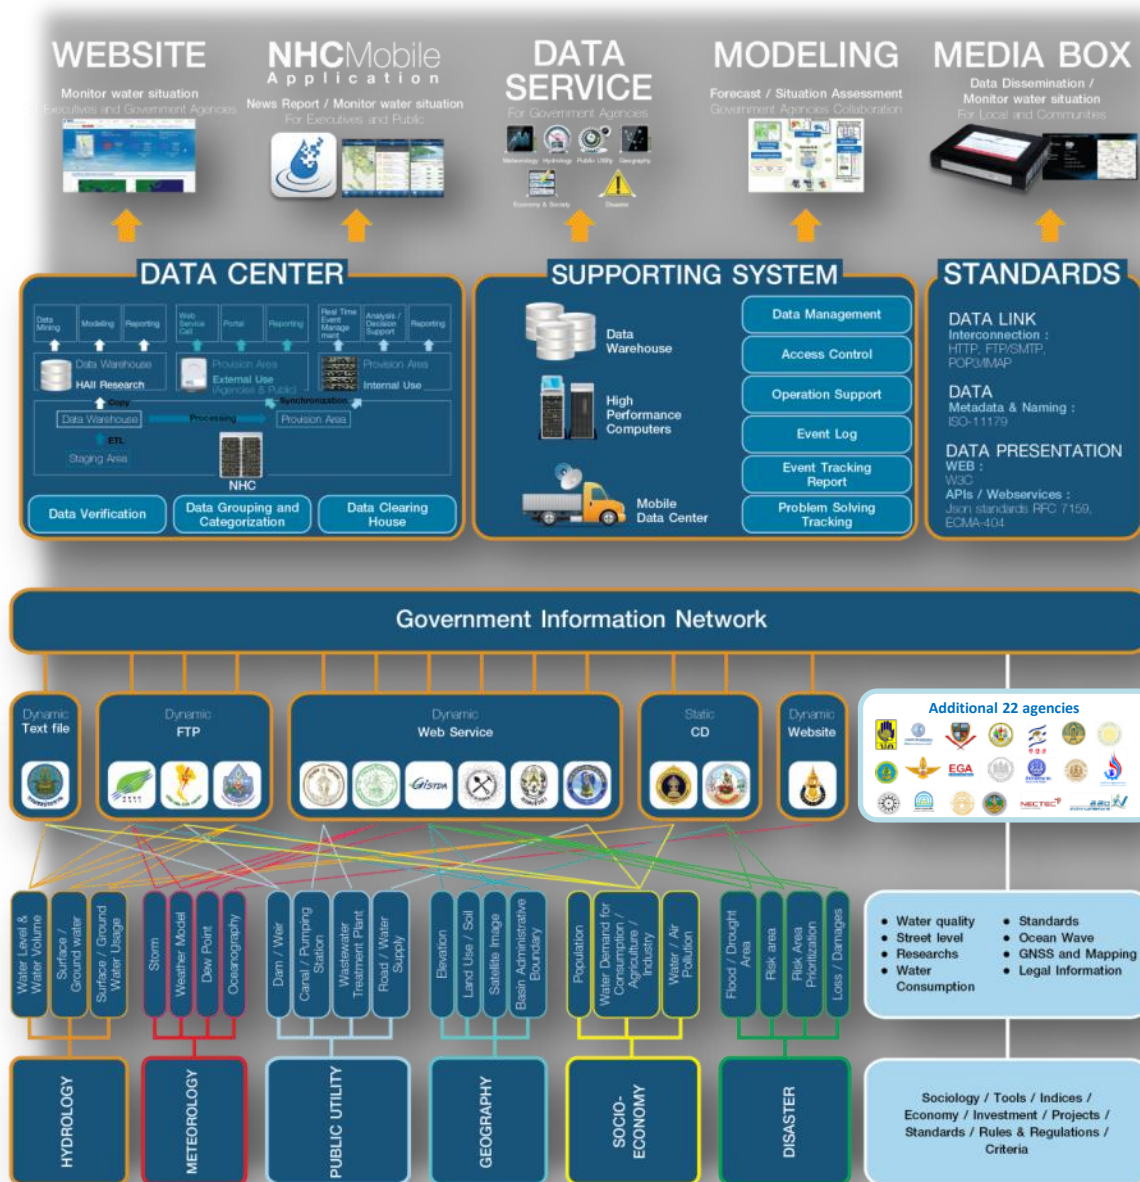 WEBSITE
Monitor water situation
Executives and Government Agencies
NHCMobile
Application
News Report / Monitor water situation
For Executives and Public
DATA
SERVICE
For Government Agencies
Meteorology Hydrology Public Utility Geography
Economy & Society Disaster
MODELING
Forecast / Situation Assessment
Government Agencies Collaboration
MEDIA BOX
Data Dissemination /
Monitor water situation
For Local and Communities
DATA CENTER
Data
Mining
Modeling
Reporting
Web
Service
Call
Portal
Reporting
Real Time
Event
Manage
ment
Analysis /
Decision
Support
Reporting
Data Warehouse
HAII Research
Provision Area
External Use
(Agencies & Public)
Provision Area
Internal Use
Copy
Synchronization
Data Warehouse
Processing
Provision Area
ETL
Staging Area
NHC
Data Verification
Data Grouping and
Categorization
Data Clearing
House
SUPPORTING SYSTEM
Data
Warehouse
High
Performance
Computers
Mobile
Data Center
Data Management
Access Control
Operation Support
Event Log
Event Tracking
Report
Problem Solving
Tracking
STANDARDS
DATA LINK
Interconnection :
HTTP, FTP/SMTP,
POP3/IMAP
DATA
Metadata & Naming :
ISO-11179
DATA PRESENTATION
WEB :
W3C
APIs / Webservices :
Json standards RFC 7159,
ECMA-404
Government Information Network
Dynamic
Text file
Dynamic
FTP
Dynamic
Web Service
GISTDA
Static
CD
Dynamic
Website
Additional 22 agencies
EGA
NECTEC
Water Level &
Water Volume
Surface /
Ground water
Surface / Ground
Water Usage
Storm
Weather Model
Dew Point
Oceanography
Dam / Weir
Canal / Pumping
Station
Wastewater
Treatment Plant
Road / Water
Supply
Elevation
Land Use / Soil
Satellite Image
Basin Administrative
Boundary
Population
Water Demand for
Consumption /
Agriculture /
Industry
Water / Air
Pollution
Flood / Drought
Area
Risk area
Risk Area
Prioritization
Loss / Damages
• Water quality
• Street level
• Researchs
• Water
Consumption
• Standards
• Ocean Wave
• GNSS and Mapping
• Legal Information
HYDROLOGY
METEOROLOGY
PUBLIC UTILITY
GEOGRAPHY
SOCIO-
ECONOMY
DISASTER
Sociology / Tools / Indices /
Economy / Investment / Projects /
Standards / Rules & Regulations /
Criteria